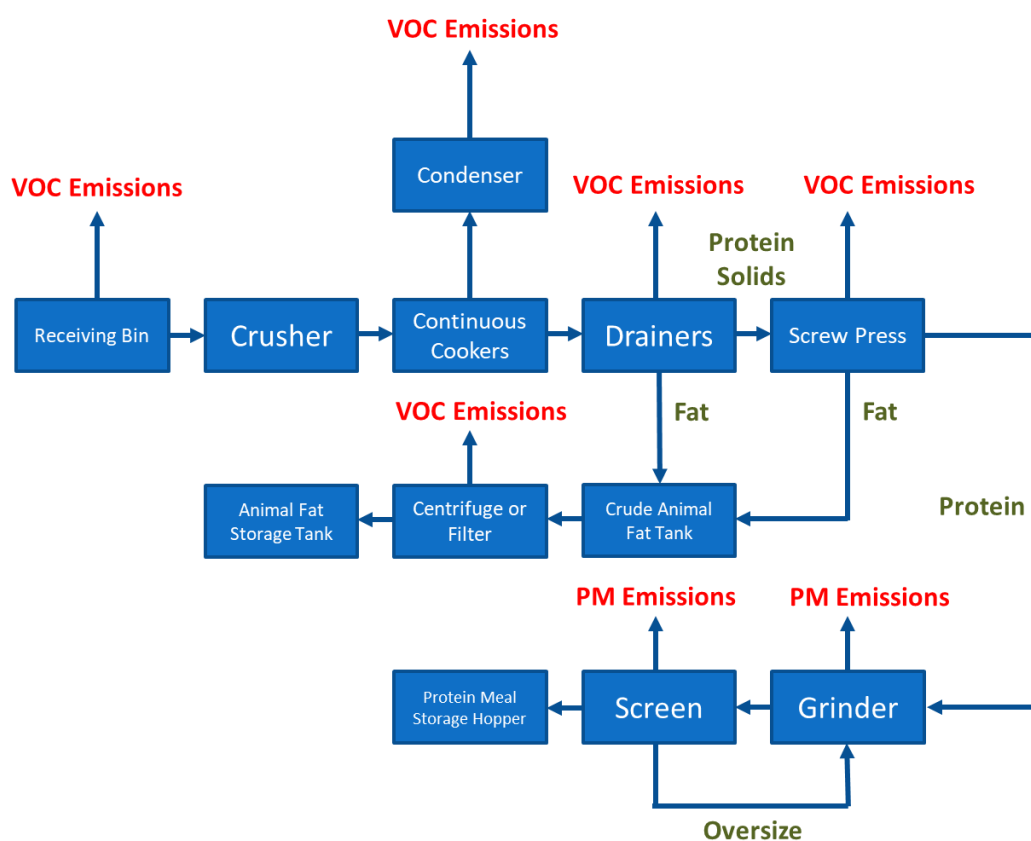 VOC Emissions
Condenser
VOC Emissions
VOC Emissions
VOC Emissions
Protein
Solids
Receiving Bin
Crusher
Continuous
Cookers
Drainers
Screw Press
VOC Emissions
Fat
Fat
Animal Fat
Storage Tank
Centrifuge or
Filter
Crude Animal
Fat Tank
Protein
PM Emissions
PM Emissions
Protein Meal
Storage Hopper
Screen
Grinder
Oversize